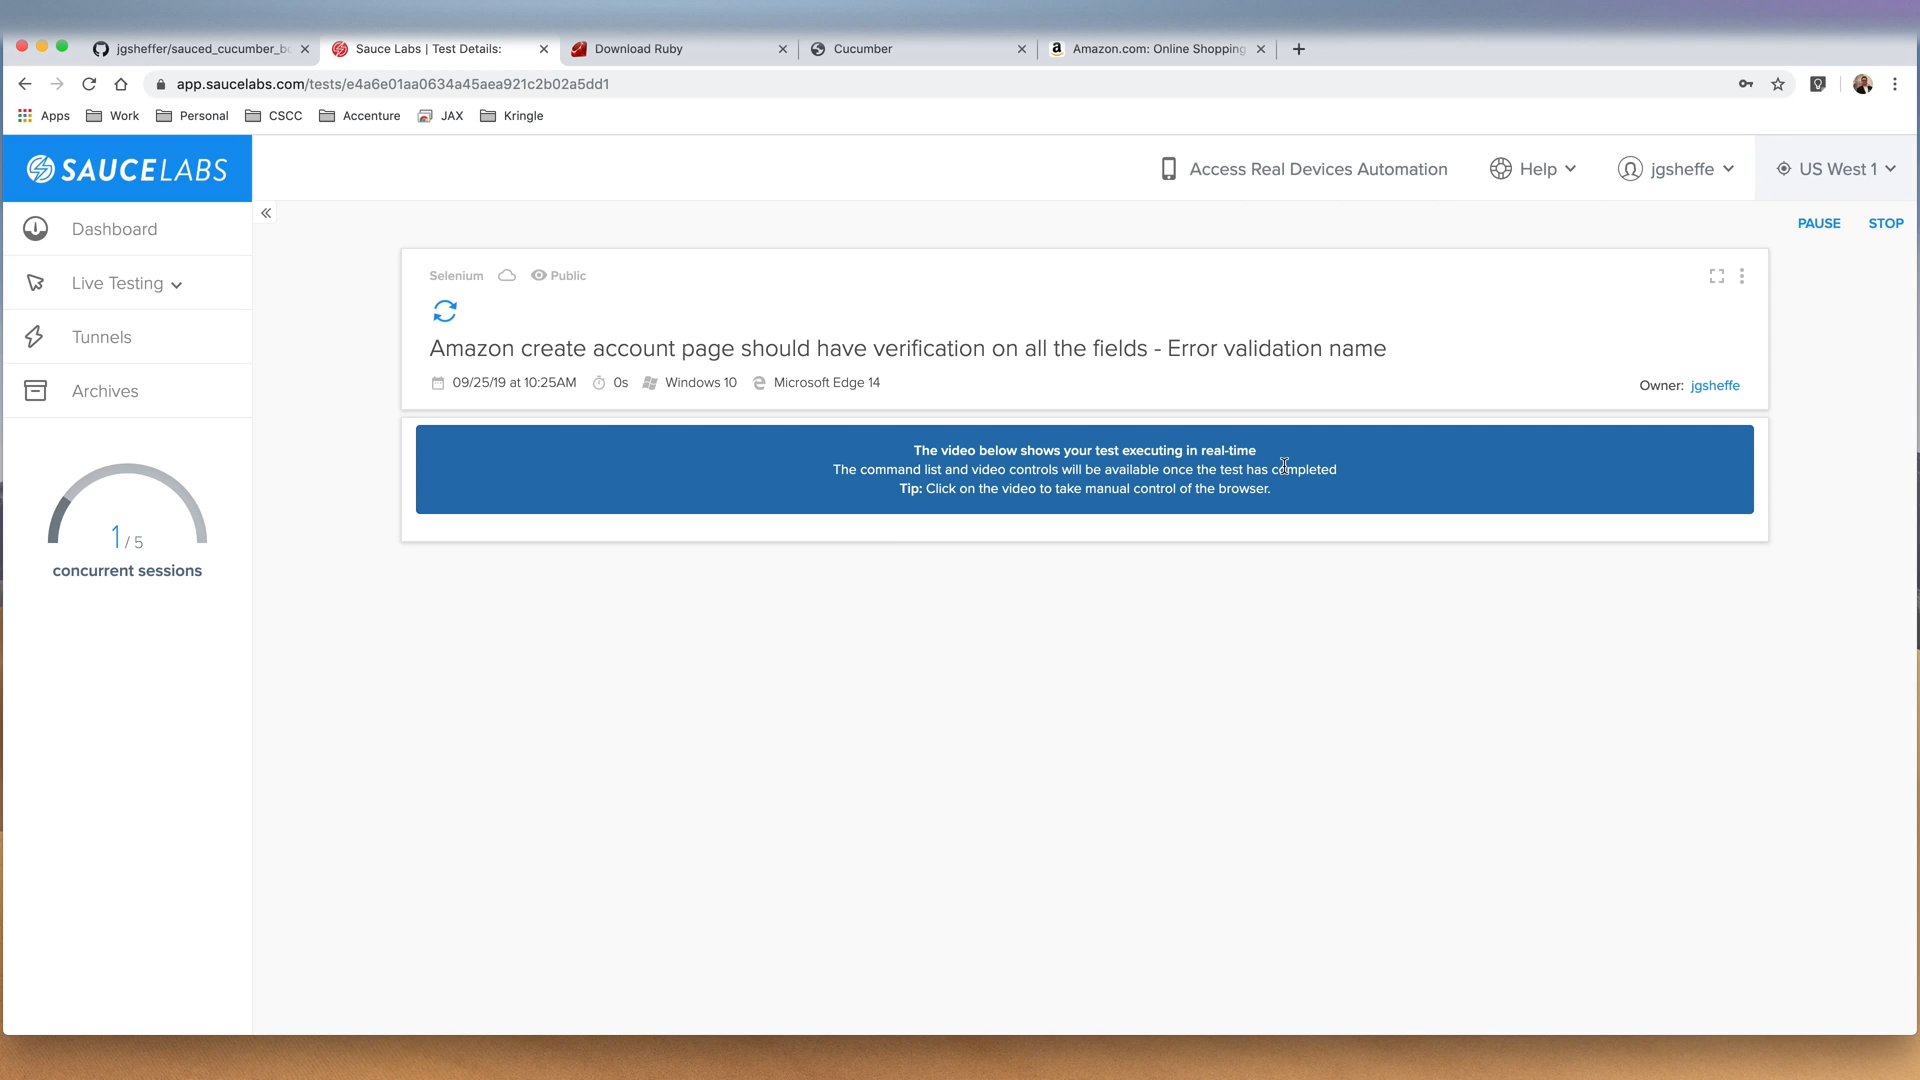 jgsheffer/sauced_cucumber_bo
Sauce Labs | Test Details:
Download Ruby
Cucumber
Amazon.com: Online Shopping
app.saucelabs.com/tests/e4a6e01aa0634a45aea921c2b02a5dd1
Apps
Work
Personal
CSCC
Accenture
JAX
Kringle
SAUCELABS
Access Real Devices Automation
Help
jgsheffe
US West 1
Dashboard
Live Testing
Tunnels
Archives
1 / 5
concurrent sessions
PAUSE
STOP
Selenium
Public
Amazon create account page should have verification on all the fields - Error validation name
09/25/19 at 10:25AM
0s
Windows 10
Microsoft Edge 14
Owner: jgsheffe
The video below shows your test executing in real-time
The command list and video controls will be available once the test has completed
Tip: Click on the video to take manual control of the browser.